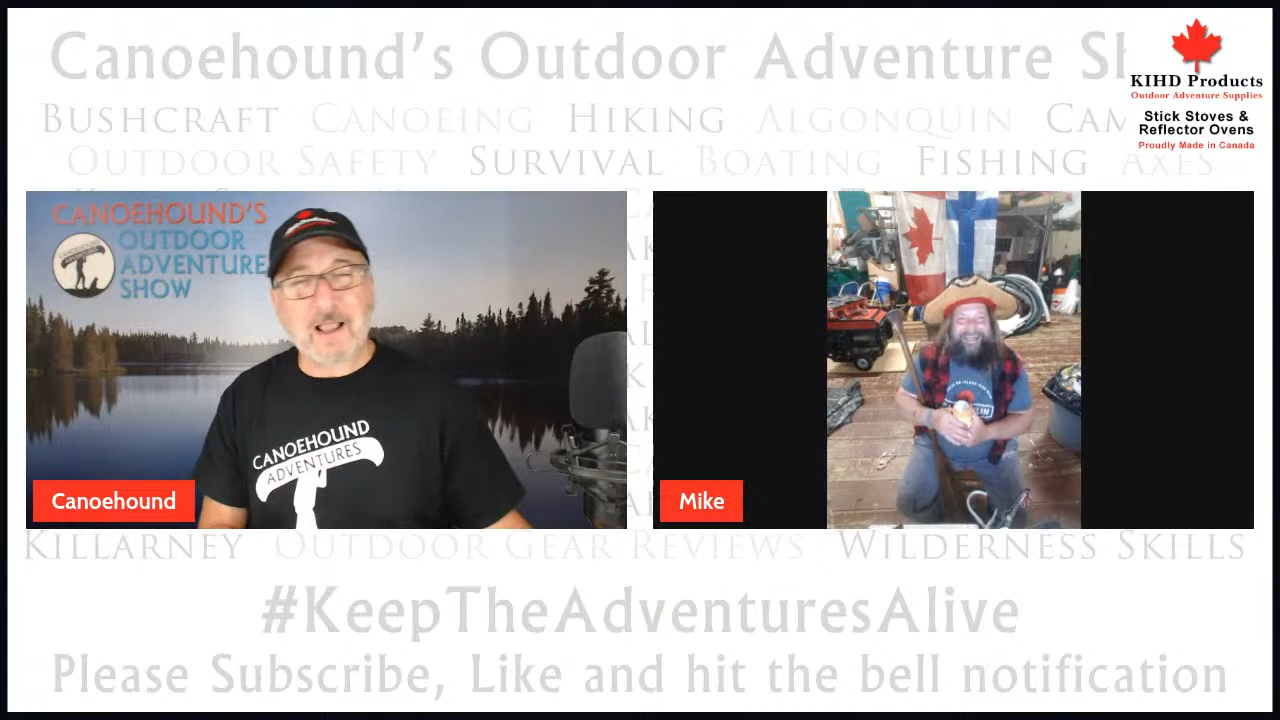 Canoehound's Outdoor Adventure Sh
KIHD Products
Outdoor Adventure Supplies
Stick Stoves &
Reflector Ovens
Proudly Made in Canada
BUSHCRAFT CANOEING HIKING ALGONQUIN CAM
OUTDOOR SAFETY SURVIVAL BOATING FISHING AXES
CANOEHOUND'S
OUTDOOR
ADVENTURE
SHOW
CANOEHOUND
ADVENTURES
Canoehound
Mike
KILLARNEY OUTDOOR GEAR REVIEWS WILDERNESS SKILLS
#KeepTheAdventuresAlive
Please Subscribe, Like and hit the bell notification